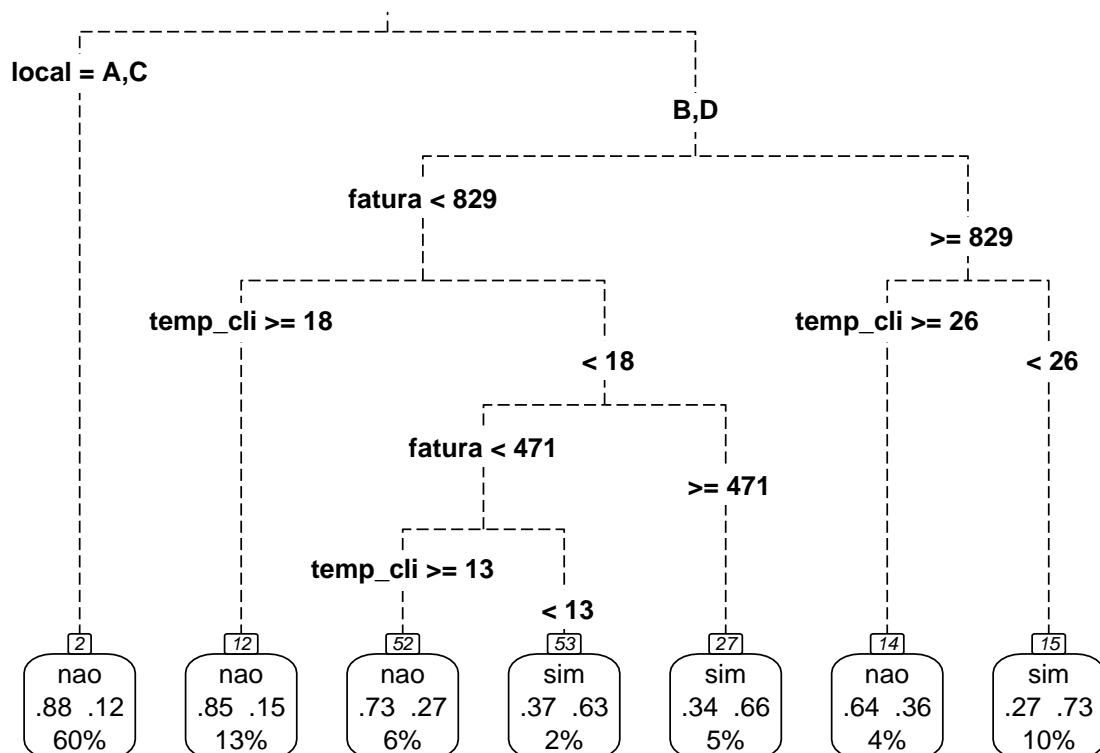 local = A,C
B,D
fatura < 829
>= 829
temp_cli >= 18
temp_cli >= 26
< 18
< 26
fatura < 471
>= 471
temp_cli >= 13
< 13
2 12 52 53 27 14 15
nao nao nao sim sim nao sim
.88 .12 .85 .15 .73 .27 .37 .63 .34 .66 .64 .36 .27 .73
60% 13% 6% 2% 5% 4% 10%